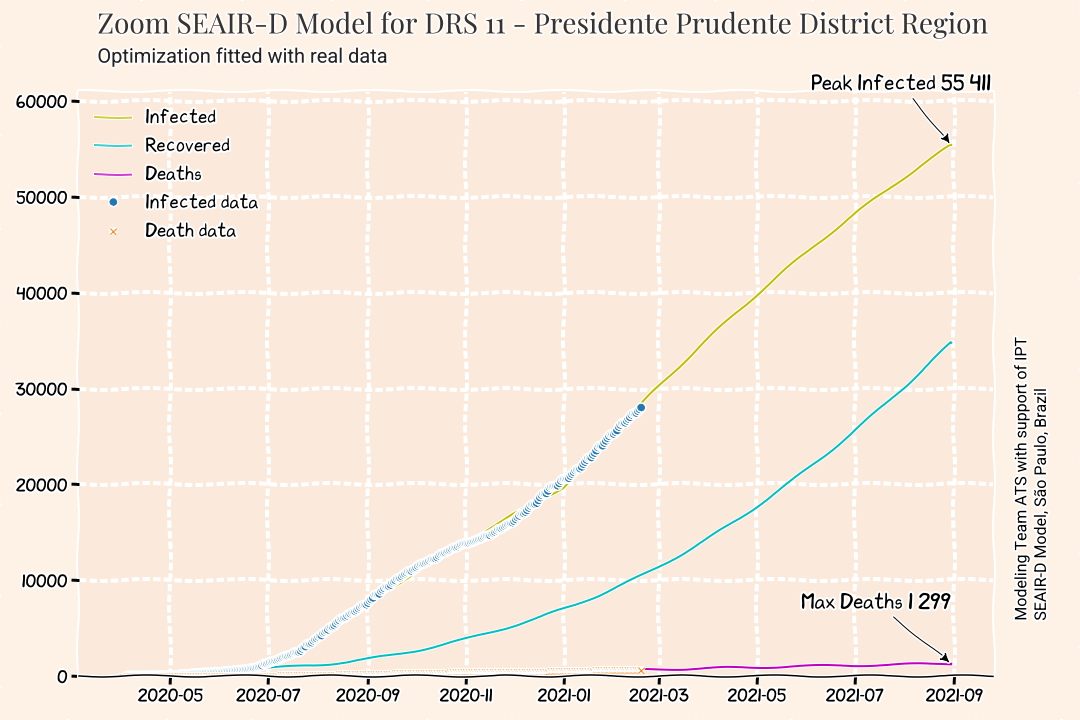 Zoom SEAIR-D Model for DRS 11 - Presidente Prudente District Region
Optimization fitted with real data
Peak Infected 55 411
60000
50000
40000
30000
20000
10000
0
Infected
Recovered
Deaths
Infected data
Death data
Max Deaths 1 299
2020-05
2020-07
2020-09
2020-11
2021-01
2021-03
2021-05
2021-07
2021-09
Modeling Team ATS with support of IPT
SEAIR-D Model, São Paulo, Brazil